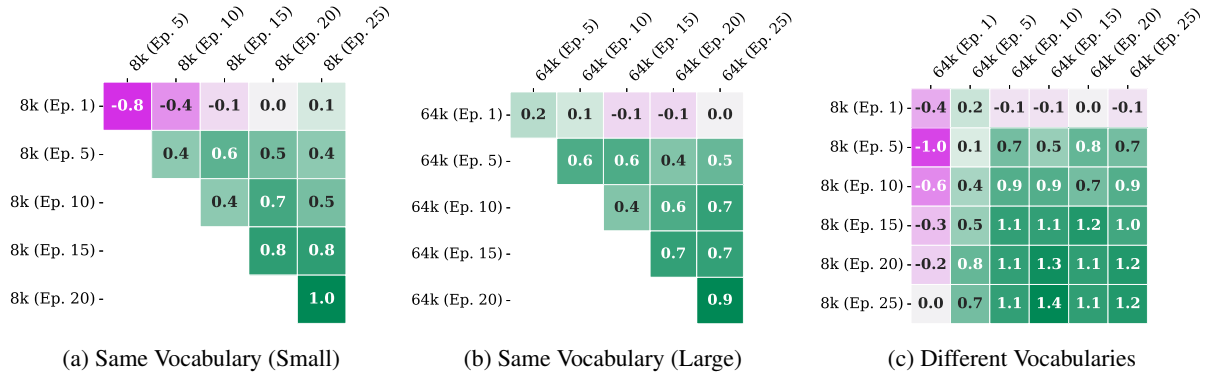 8k (Ep. 5) 8k (Ep. 10) 8k (Ep. 15) 8k (Ep. 20) 8k (Ep. 25)
8k (Ep. 1) -0.8 -0.4 -0.1 0.0 0.1
8k (Ep. 5) 0.4 0.6 0.5 0.4
8k (Ep. 10) 0.4 0.7 0.5
8k (Ep. 15) 0.8 0.8
8k (Ep. 20) 1.0
(a) Same Vocabulary (Small)
64k (Ep. 5) 64k (Ep. 10) 64k (Ep. 15) 64k (Ep. 20) 64k (Ep. 25)
64k (Ep. 1) 0.2 0.1 -0.1 -0.1 0.0
64k (Ep. 5) 0.6 0.6 0.4 0.5
64k (Ep. 10) 0.4 0.6 0.7
64k (Ep. 15) 0.7 0.7
64k (Ep. 20) 0.9
(b) Same Vocabulary (Large)
64k (Ep. 1) 64k (Ep. 5) 64k (Ep. 10) 64k (Ep. 15) 64k (Ep. 20) 64k (Ep. 25)
8k (Ep. 1) -0.4 0.2 -0.1 -0.1 0.0 -0.1
8k (Ep. 5) -1.0 0.1 0.7 0.5 0.8 0.7
8k (Ep. 10) -0.6 0.4 0.9 0.9 0.7 0.9
8k (Ep. 15) -0.3 0.5 1.1 1.1 1.2 1.0
8k (Ep. 20) -0.2 0.8 1.1 1.3 1.1 1.2
8k (Ep. 25) 0.0 0.7 1.1 1.4 1.1 1.2
(c) Different Vocabularies